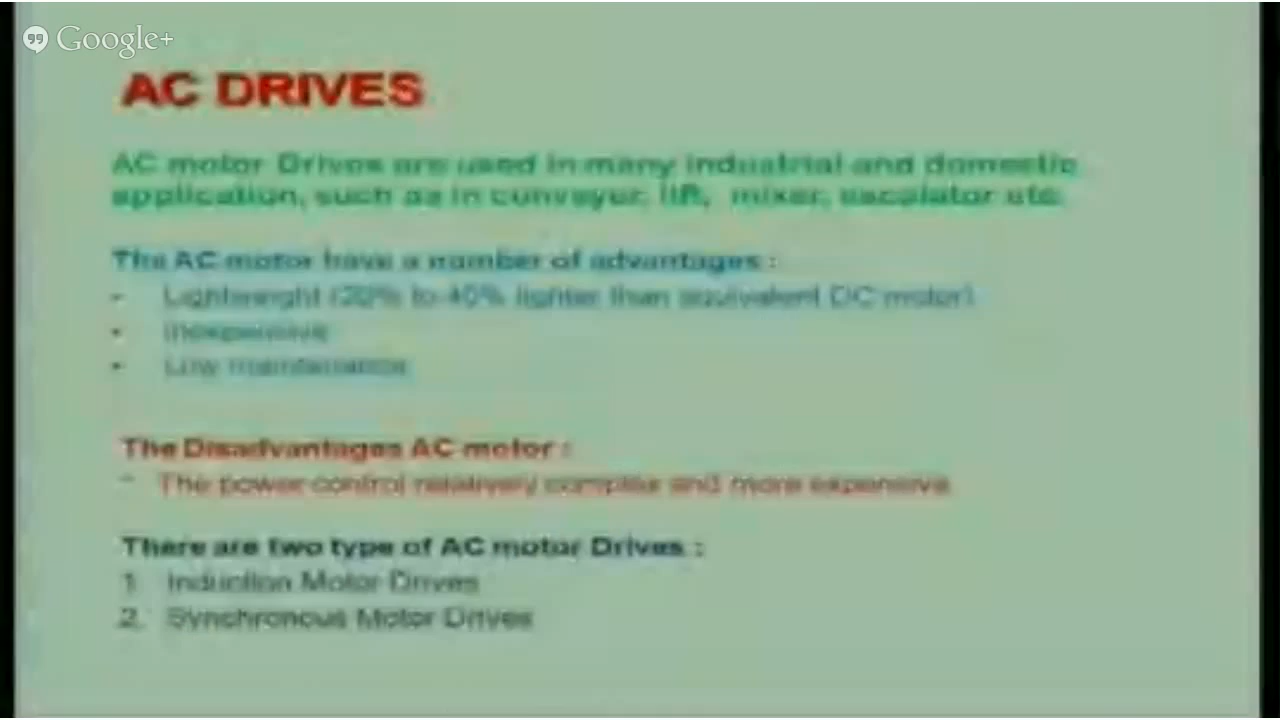 Google+
AC DRIVES
AC motor Drives are used in many industrial and domestic
application, such as in conveyer, lift, mixer, escalator etc.
The AC motor have a number of advantages :
- Lightweight (20% to 40% lighter than equivalent DC motor)
• Inexpensive
• Low maintenance
The Disadvantages AC motor :
- The power control relatively complex and more expensive
There are two type of AC motor Drives :
1. Induction Motor Drives
2. Synchronous Motor Drives